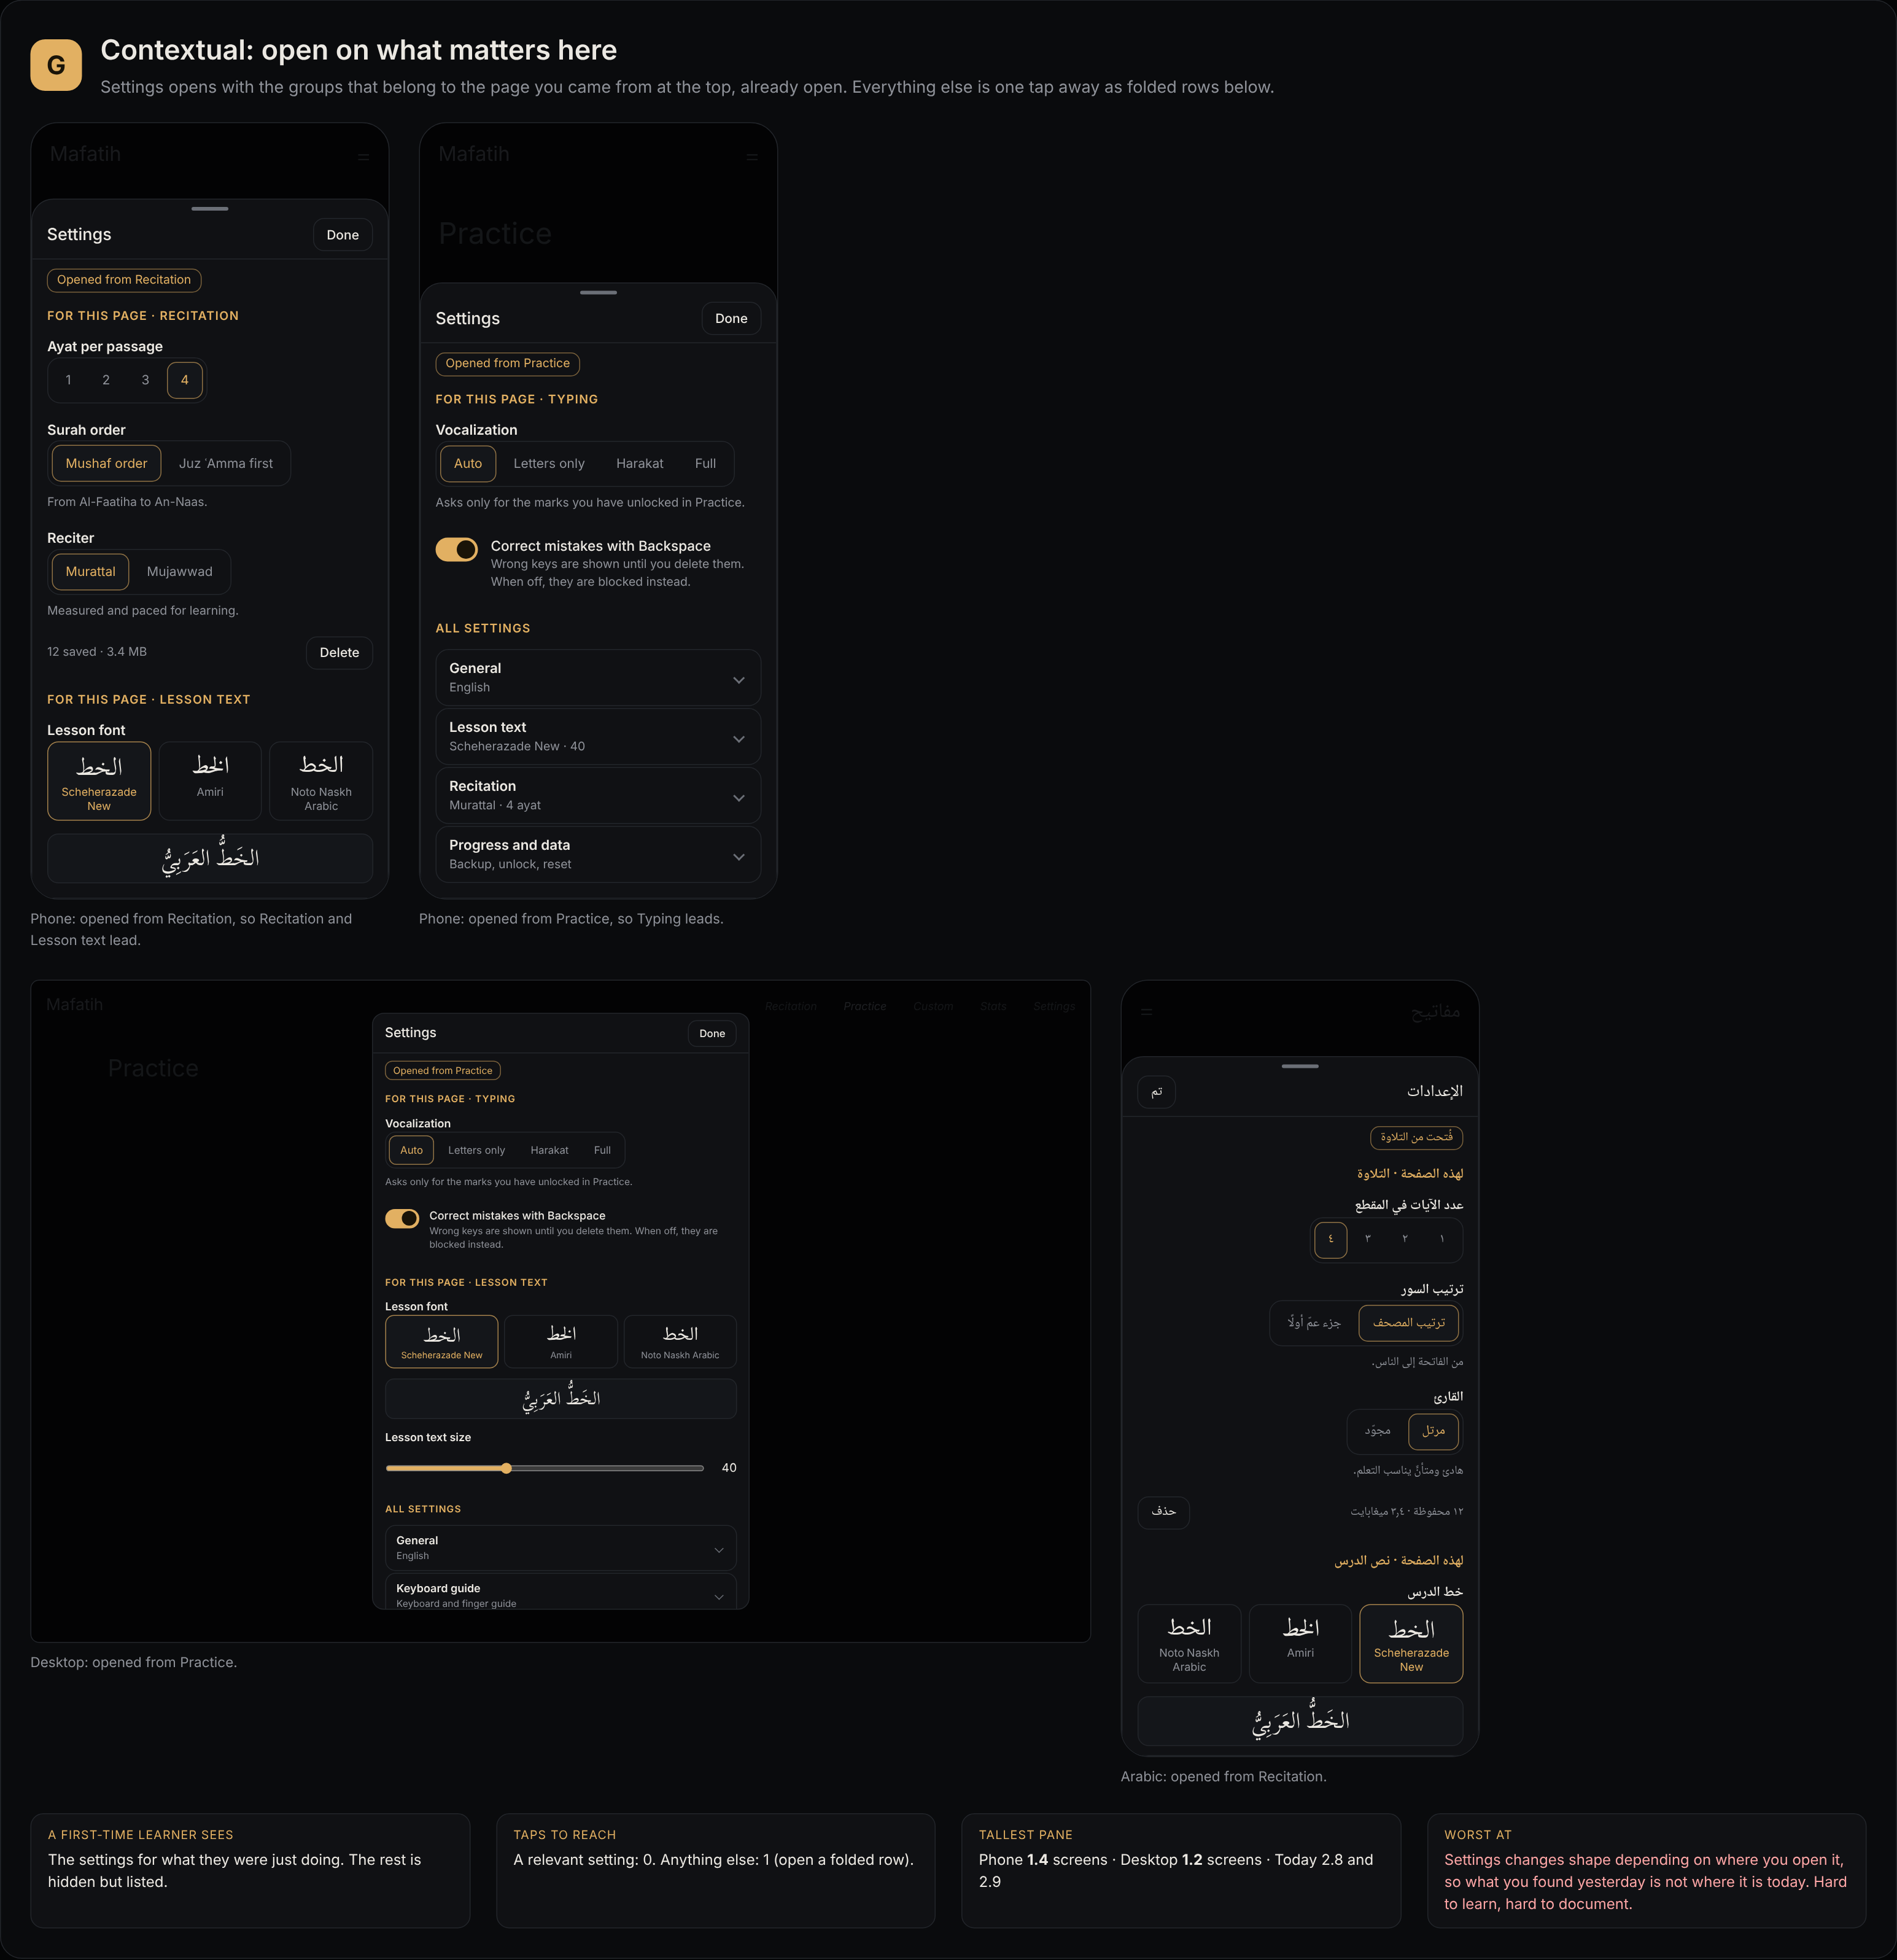 G
Contextual: open on what matters here
Settings opens with the groups that belong to the page you came from at the top, already open. Everything else is one tap away as folded rows below.
Mafatih
Settings
Done
Opened from Recitation
FOR THIS PAGE · RECITATION
Ayat per passage
1 2 3 4
Surah order
Mushaf order Juz ʿAmma first
From Al-Faatiha to An-Naas.
Reciter
Murattal Mujawwad
Measured and paced for learning.
12 saved · 3.4 MB
Delete
FOR THIS PAGE · LESSON TEXT
Lesson font
الخط الخط الخط
Scheherazade New
Amiri
Noto Naskh Arabic
الخَطُّ العَرَبِيُّ
Phone: opened from Recitation, so Recitation and
Lesson text lead.
Mafatih
Practice
Settings
Done
Opened from Practice
FOR THIS PAGE · TYPING
Vocalization
Auto Letters only Harakat Full
Asks only for the marks you have unlocked in Practice.
Correct mistakes with Backspace
Wrong keys are shown until you delete them.
When off, they are blocked instead.
ALL SETTINGS
General
English
Lesson text
Scheherazade New · 40
Recitation
Murattal · 4 ayat
Progress and data
Backup, unlock, reset
Phone: opened from Practice, so Typing leads.
Mafatih
Recitation Practice Custom Stats Settings
Practice
Settings
Done
Opened from Practice
FOR THIS PAGE · TYPING
Vocalization
Auto Letters only Harakat Full
Asks only for the marks you have unlocked in Practice.
Correct mistakes with Backspace
Wrong keys are shown until you delete them. When off, they are
blocked instead.
FOR THIS PAGE · LESSON TEXT
Lesson font
الخط الخط الخط
Scheherazade New Amiri Noto Naskh Arabic
الخَطُّ العَرَبِيُّ
Lesson text size
40
ALL SETTINGS
General
English
Keyboard guide
Keyboard and finger guide
Desktop: opened from Practice.
مفاتيح
الإعدادات
تم
فُتحت من التلاوة
لهذه الصفحة · التلاوة
عدد الآيات في المقطع
١ ٢ ٣ ٤
ترتيب السور
ترتيب المصحف جزء عمّ أولًا
من الفاتحة إلى الناس.
القارئ
مرتل مجوّد
هادئ ومتأنٍّ يناسب التعلم.
١٢ محفوظة · ٣٫٤ ميغابايت
حذف
لهذه الصفحة · نص الدرس
خط الدرس
الخط الخط الخط
Scheherazade New
Amiri
Noto Naskh Arabic
الخَطُّ العَرَبِيُّ
Arabic: opened from Recitation.
A FIRST-TIME LEARNER SEES
The settings for what they were just doing. The rest is
hidden but listed.
TAPS TO REACH
A relevant setting: 0. Anything else: 1 (open a folded row).
TALLEST PANE
Phone 1.4 screens · Desktop 1.2 screens · Today 2.8 and
2.9
WORST AT
Settings changes shape depending on where you open it,
so what you found yesterday is not where it is today. Hard
to learn, hard to document.